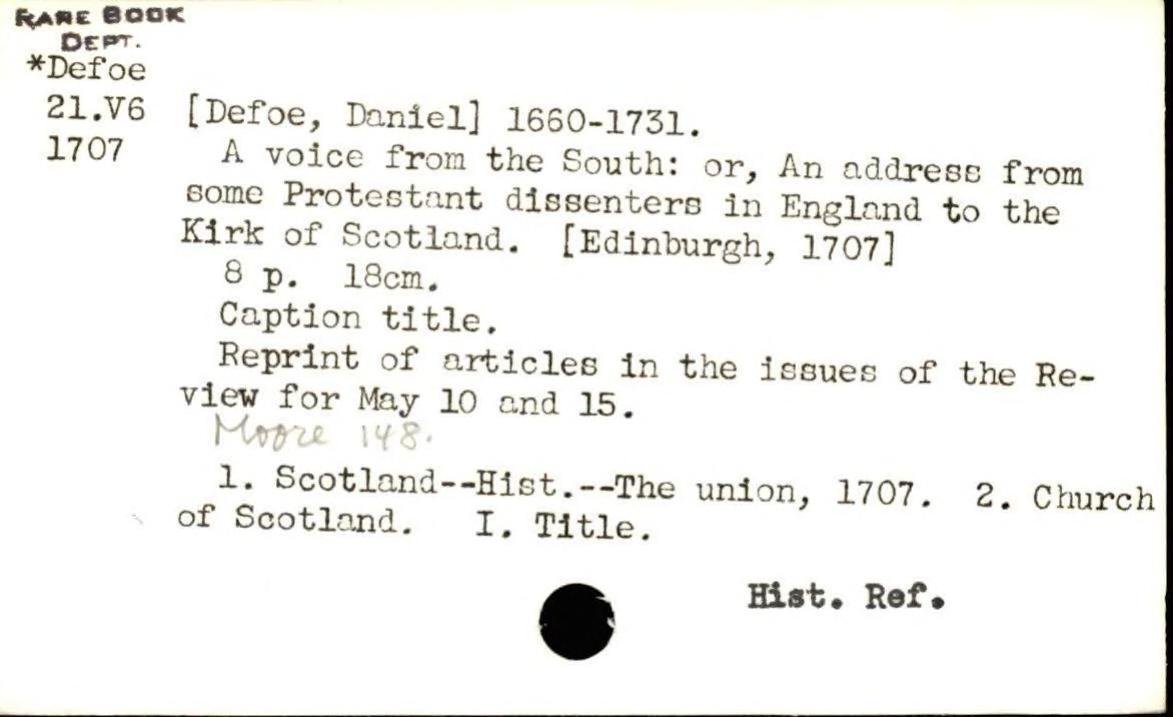 RARE BOOK
DEPT.
*Defoe
21.V6 [Defoe, Daniel] 1660-1731.
1707 A voice from the South: or, An address from
some Protestant dissenters in England to the
Kirk of Scotland. [Edinburgh, 1707]
8 p. 18cm.
Caption title.
Reprint of articles in the issues of the Re-
view for May 10 and 15.
Moore 148.
1. Scotland--Hist.--The union, 1707. 2. Church
of Scotland. I. Title.
Hist. Ref.